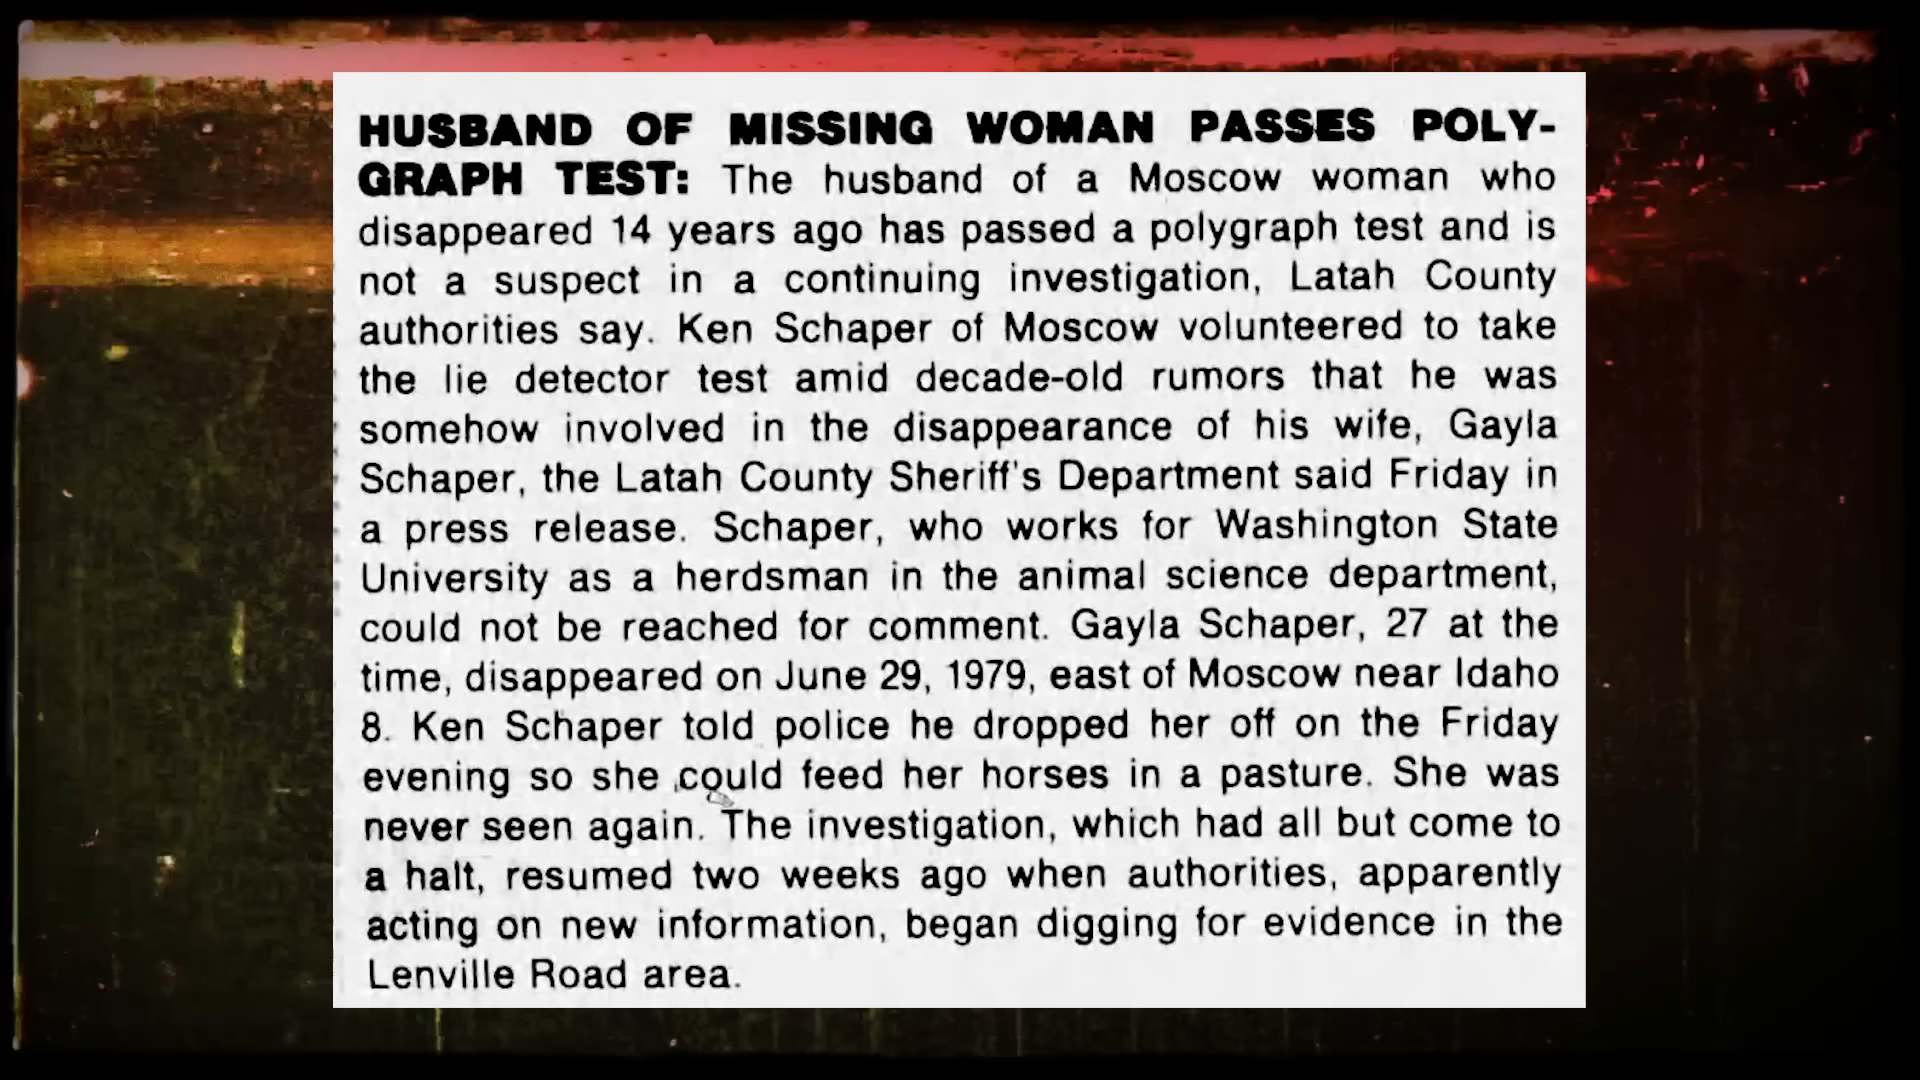 HUSBAND OF MISSING WOMAN PASSES POLY-
GRAPH TEST: The husband of a Moscow woman who
disappeared 14 years ago has passed a polygraph test and is
not a suspect in a continuing investigation, Latah County
authorities say. Ken Schaper of Moscow volunteered to take
the lie detector test amid decade-old rumors that he was
somehow involved in the disappearance of his wife, Gayla
Schaper, the Latah County Sheriff's Department said Friday in
a press release. Schaper, who works for Washington State
University as a herdsman in the animal science department,
could not be reached for comment. Gayla Schaper, 27 at the
time, disappeared on June 29, 1979, east of Moscow near Idaho
8. Ken Schaper told police he dropped her off on the Friday
evening so she could feed her horses in a pasture. She was
never seen again. The investigation, which had all but come to
a halt, resumed two weeks ago when authorities, apparently
acting on new information, began digging for evidence in the
Lenville Road area.